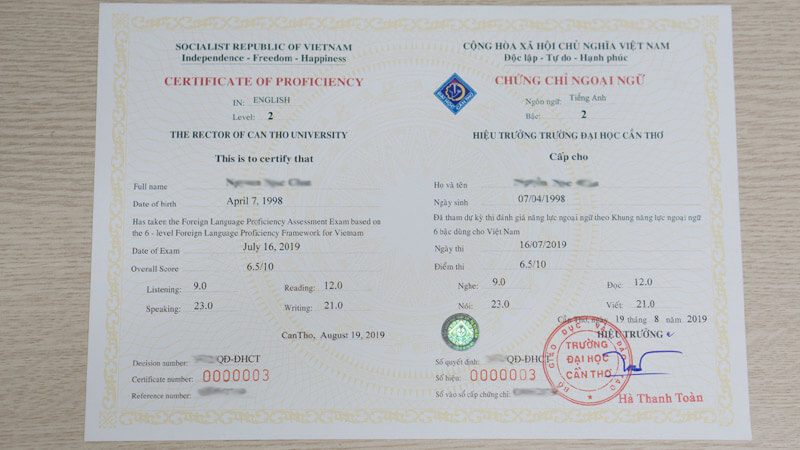 SOCIALIST REPUBLIC OF VIETNAM
Independence - Freedom - Happiness
CERTIFICATE OF PROFICIENCY
IN: ENGLISH
Level: 2
THE RECTOR OF CAN THO UNIVERSITY
This is to certify that
Full name
Date of birth April 7, 1998
Has taken the Foreign Language Proficiency Assessment Exam based on
the 6 - level Foreign Language Proficiency Framework for Vietnam
Date of Exam July 16, 2019
Overall Score 6.5/10
Listening: 9.0 Reading: 12.0
Speaking: 23.0 Writing: 21.0
CanTho, August 19, 2019
Decision number: QĐ-ĐHCT
Certificate number: 0000003
Reference number:
ĐẠI HỌC CẦN THƠ
CỘNG HÒA XÃ HỘI CHỦ NGHĨA VIỆT NAM
Độc lập - Tự do - Hạnh phúc
CHỨNG CHỈ NGOẠI NGỮ
Ngôn ngữ: Tiếng Anh
Bậc: 2
HIỆU TRƯỞNG TRƯỜNG ĐẠI HỌC CẦN THƠ
Cấp cho
Họ và tên
Ngày sinh 07/04/1998
Đã tham dự kỳ thi đánh giá năng lực ngoại ngữ theo Khung năng lực ngoại ngữ
6 bậc dùng cho Việt Nam
Ngày thi 16/07/2019
Điểm thi 6.5/10
Nghe: 9.0 Đọc: 12.0
Nói: 23.0 Viết: 21.0
Cần Thơ, ngày 19 tháng 8 năm 2019
HIỆU TRƯỞNG
BỘ GIÁO DỤC VÀ ĐÀO TẠO
TRƯỜNG
ĐẠI HỌC
CẦN THƠ
Số quyết định: QĐ-ĐHCT
Số hiệu: 0000003
Số vào sổ cấp chứng chỉ:
Hà Thanh Toàn